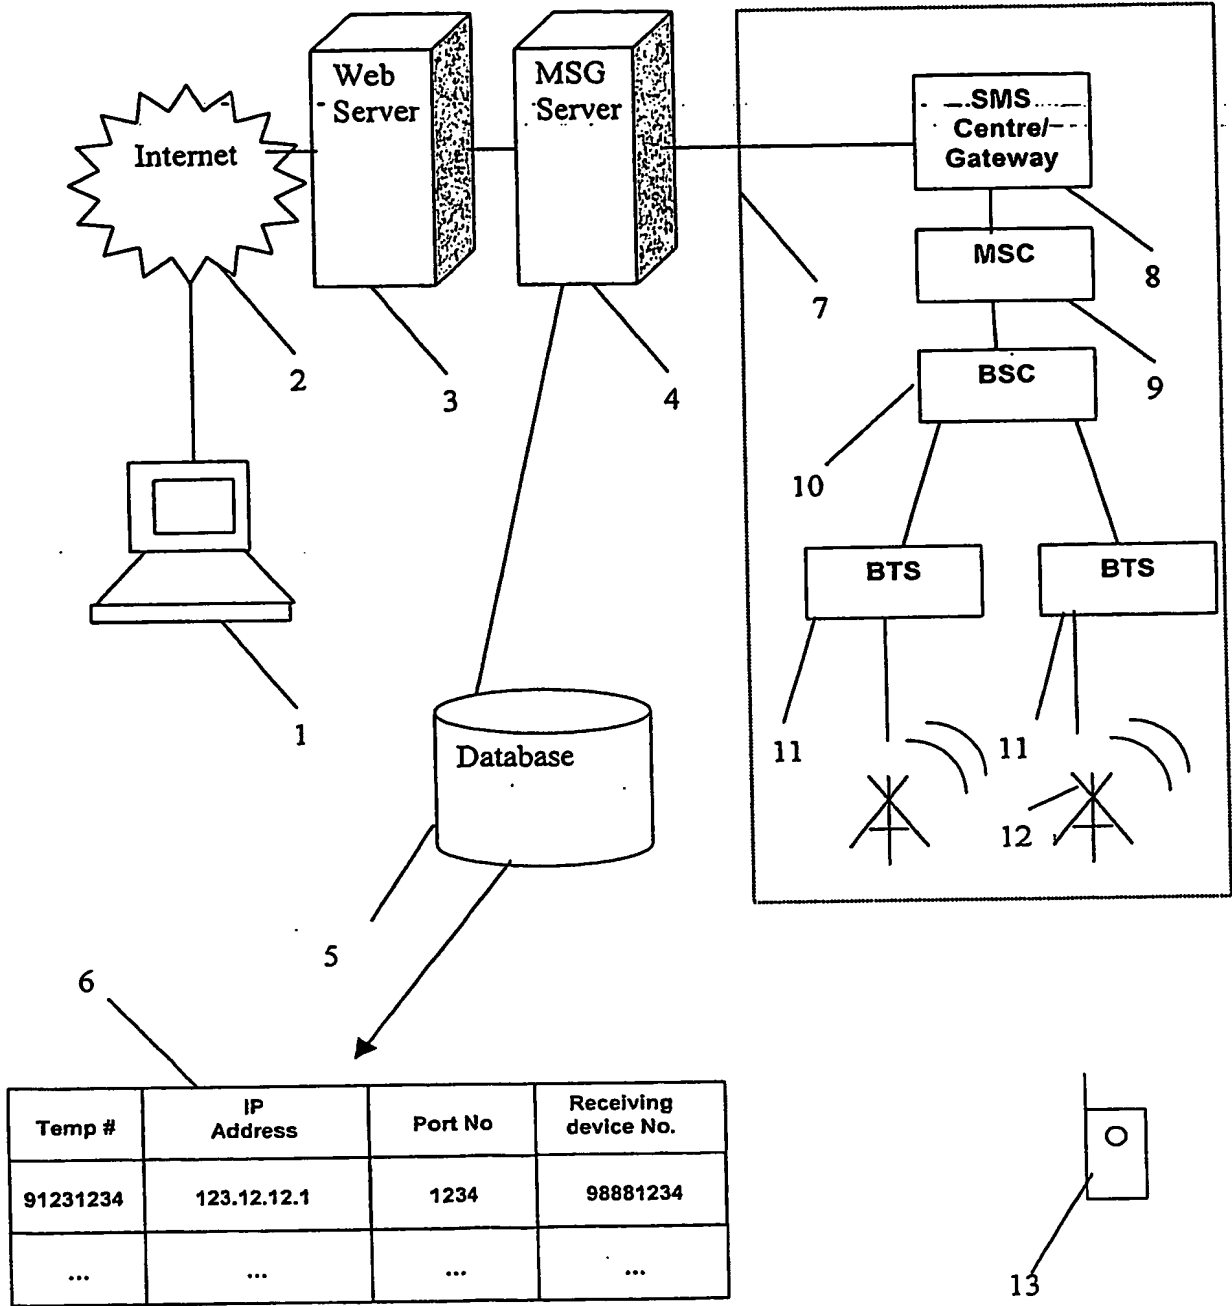 Web
Server
MSG
Server
Internet
SMS
Centre/
Gateway
MSC
8
7
BSC
9
2
3
4
10
BTS
BTS
1
11
11
Database
12
5
6
Temp #
IP
Address
Port No
Receiving
device No.
91231234
123.12.12.1
1234
98881234
...
...
...
...
13